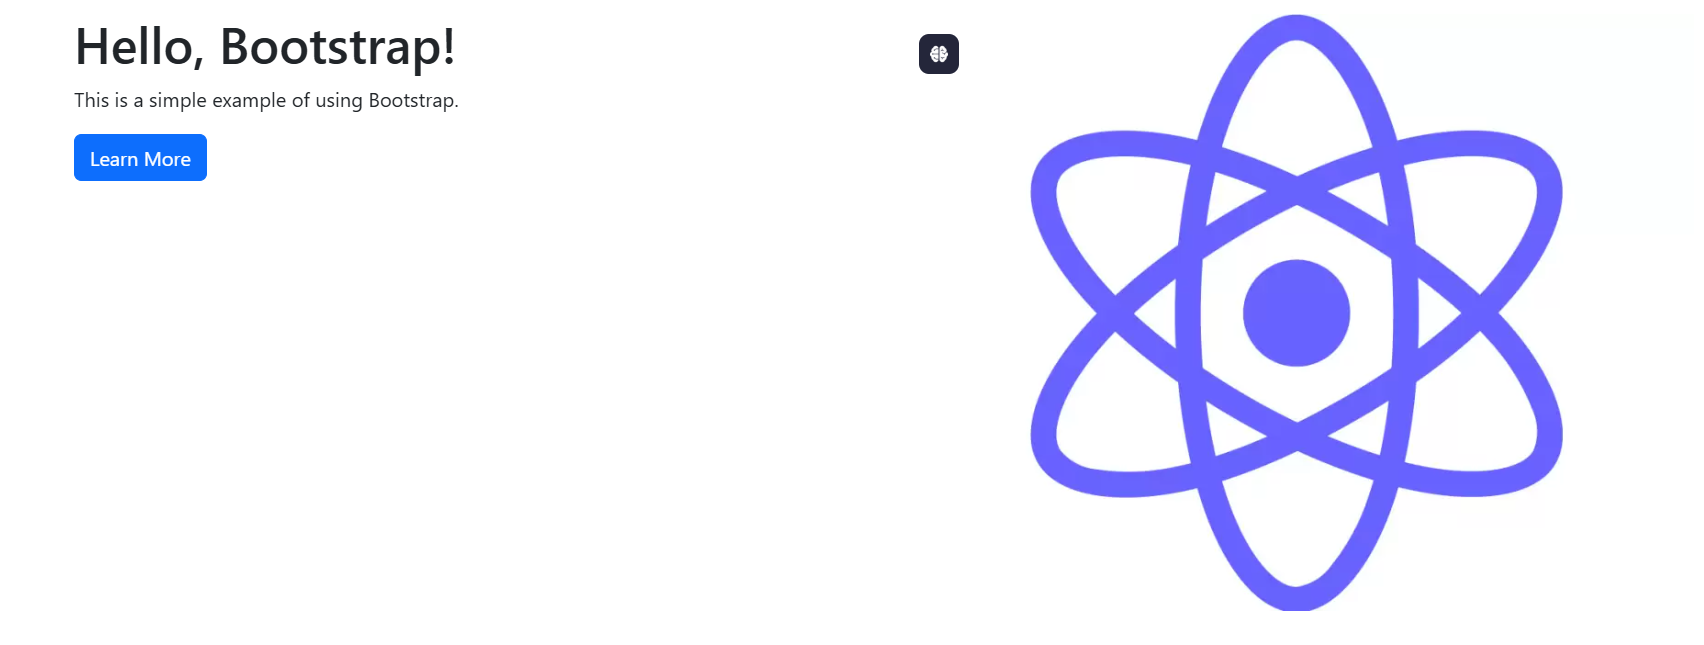 Hello, Bootstrap!
This is a simple example of using Bootstrap.
Learn More